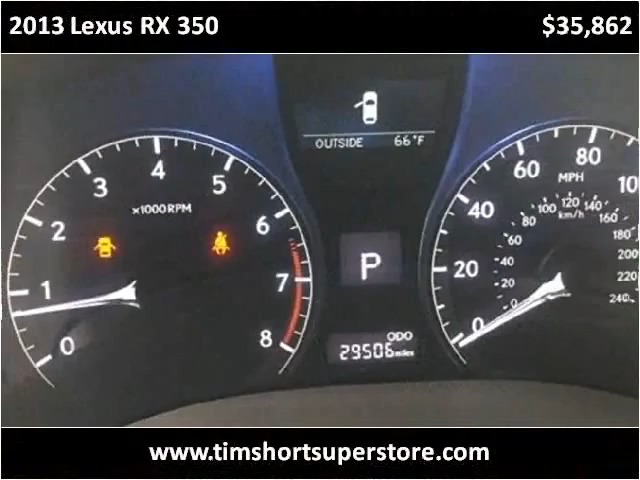 2013 Lexus RX 350 $35,862
OUTSIDE 66°F
0 1 2 3 4 5 6 7 8
x1000 RPM
P
ODO
29506 miles
0 20 40 60 80
MPH
km/h
0 20 40 60 80 100 120 140 160 180 200 220 240
www.timshortsuperstore.com